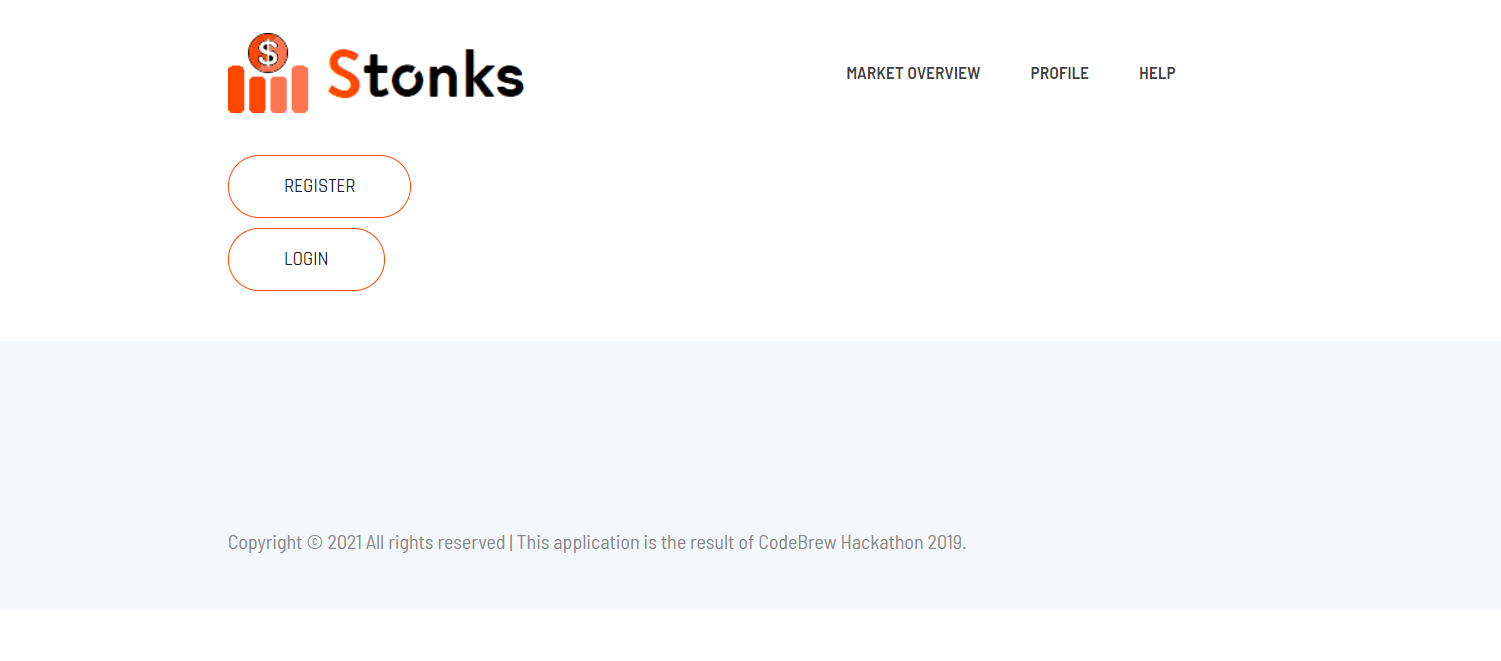 $ Stonks
MARKET OVERVIEW PROFILE HELP
REGISTER
LOGIN
Copyright © 2021 All rights reserved | This application is the result of CodeBrew Hackathon 2019.